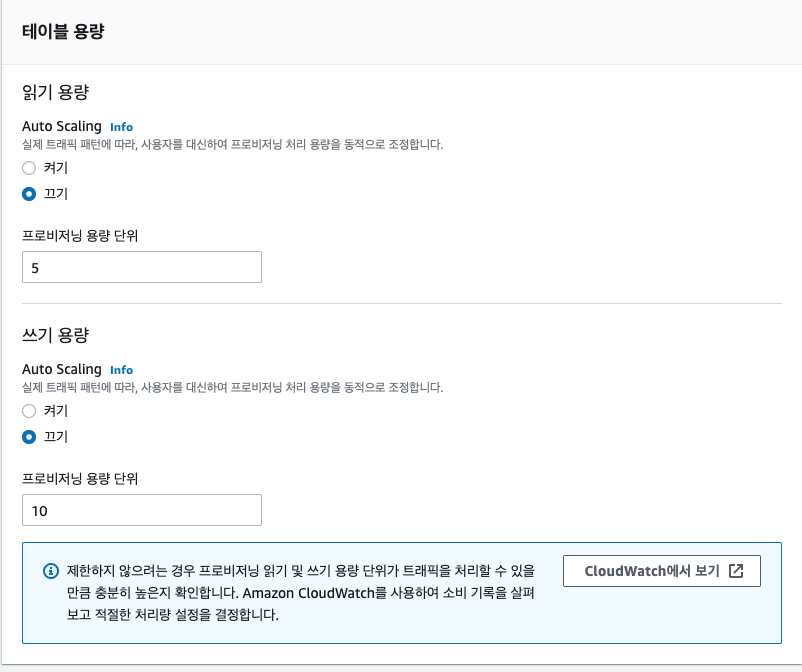 테이블 용량
읽기 용량
Auto Scaling Info
실제 트래픽 패턴에 따라, 사용자를 대신하여 프로비저닝 처리 용량을 동적으로 조정합니다.
켜기
끄기
프로비저닝 용량 단위
5
쓰기 용량
Auto Scaling Info
실제 트래픽 패턴에 따라, 사용자를 대신하여 프로비저닝 처리 용량을 동적으로 조정합니다.
켜기
끄기
프로비저닝 용량 단위
10
제한하지 않으려는 경우 프로비저닝 읽기 및 쓰기 용량 단위가 트래픽을 처리할 수 있을
만큼 충분히 높은지 확인합니다. Amazon CloudWatch를 사용하여 소비 기록을 살펴
보고 적절한 처리량 설정을 결정합니다.
CloudWatch에서 보기